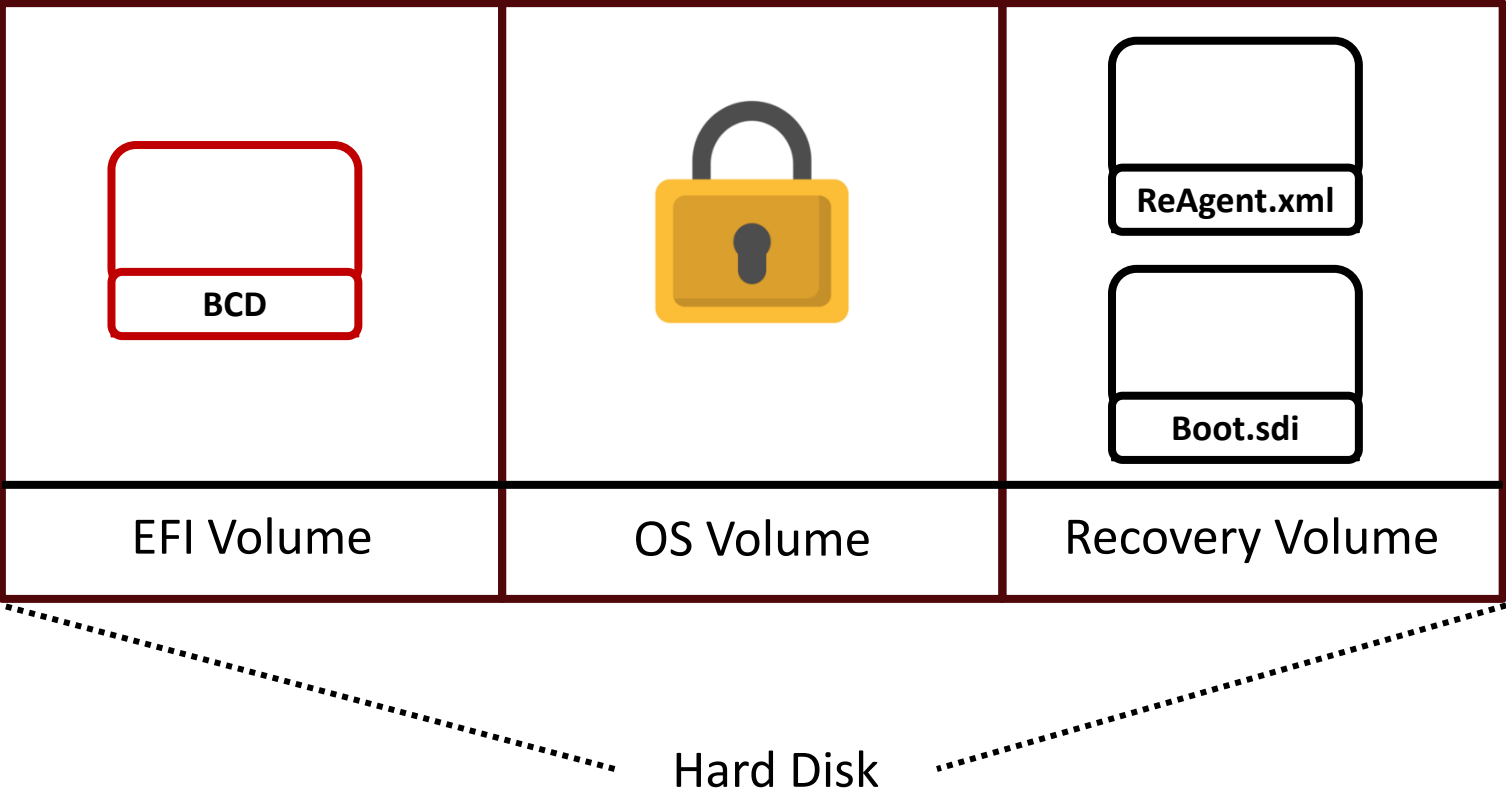 BCD
ReAgent.xml
Boot.sdi
EFI Volume
OS Volume
Recovery Volume
Hard Disk